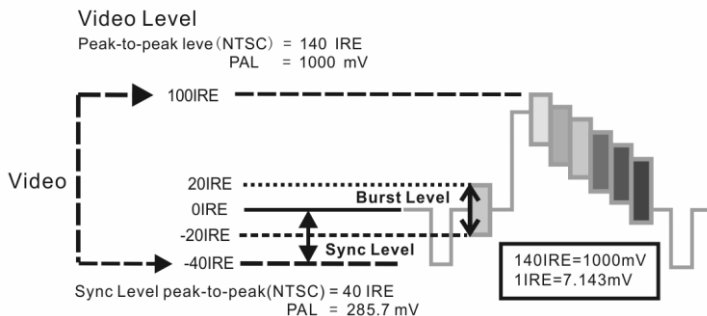 Video Level
Peak-to-peak leve(NTSC) = 140 IRE
PAL = 1000 mV
100IRE
Video
20IRE
Burst Level
0IRE
-20IRE
Sync Level
-40IRE
140IRE=1000mV
1IRE=7.143mV
Sync Level peak-to-peak(NTSC) = 40 IRE
PAL = 285.7 mV